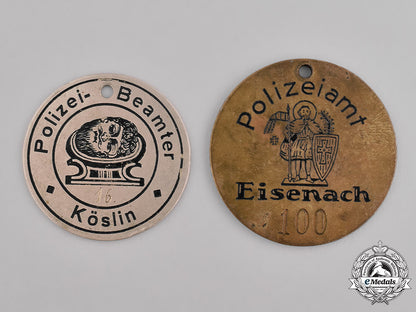 Polizei-Beamter
16.
Köslin
Polizeiamt
Eisenach
100
eMedals